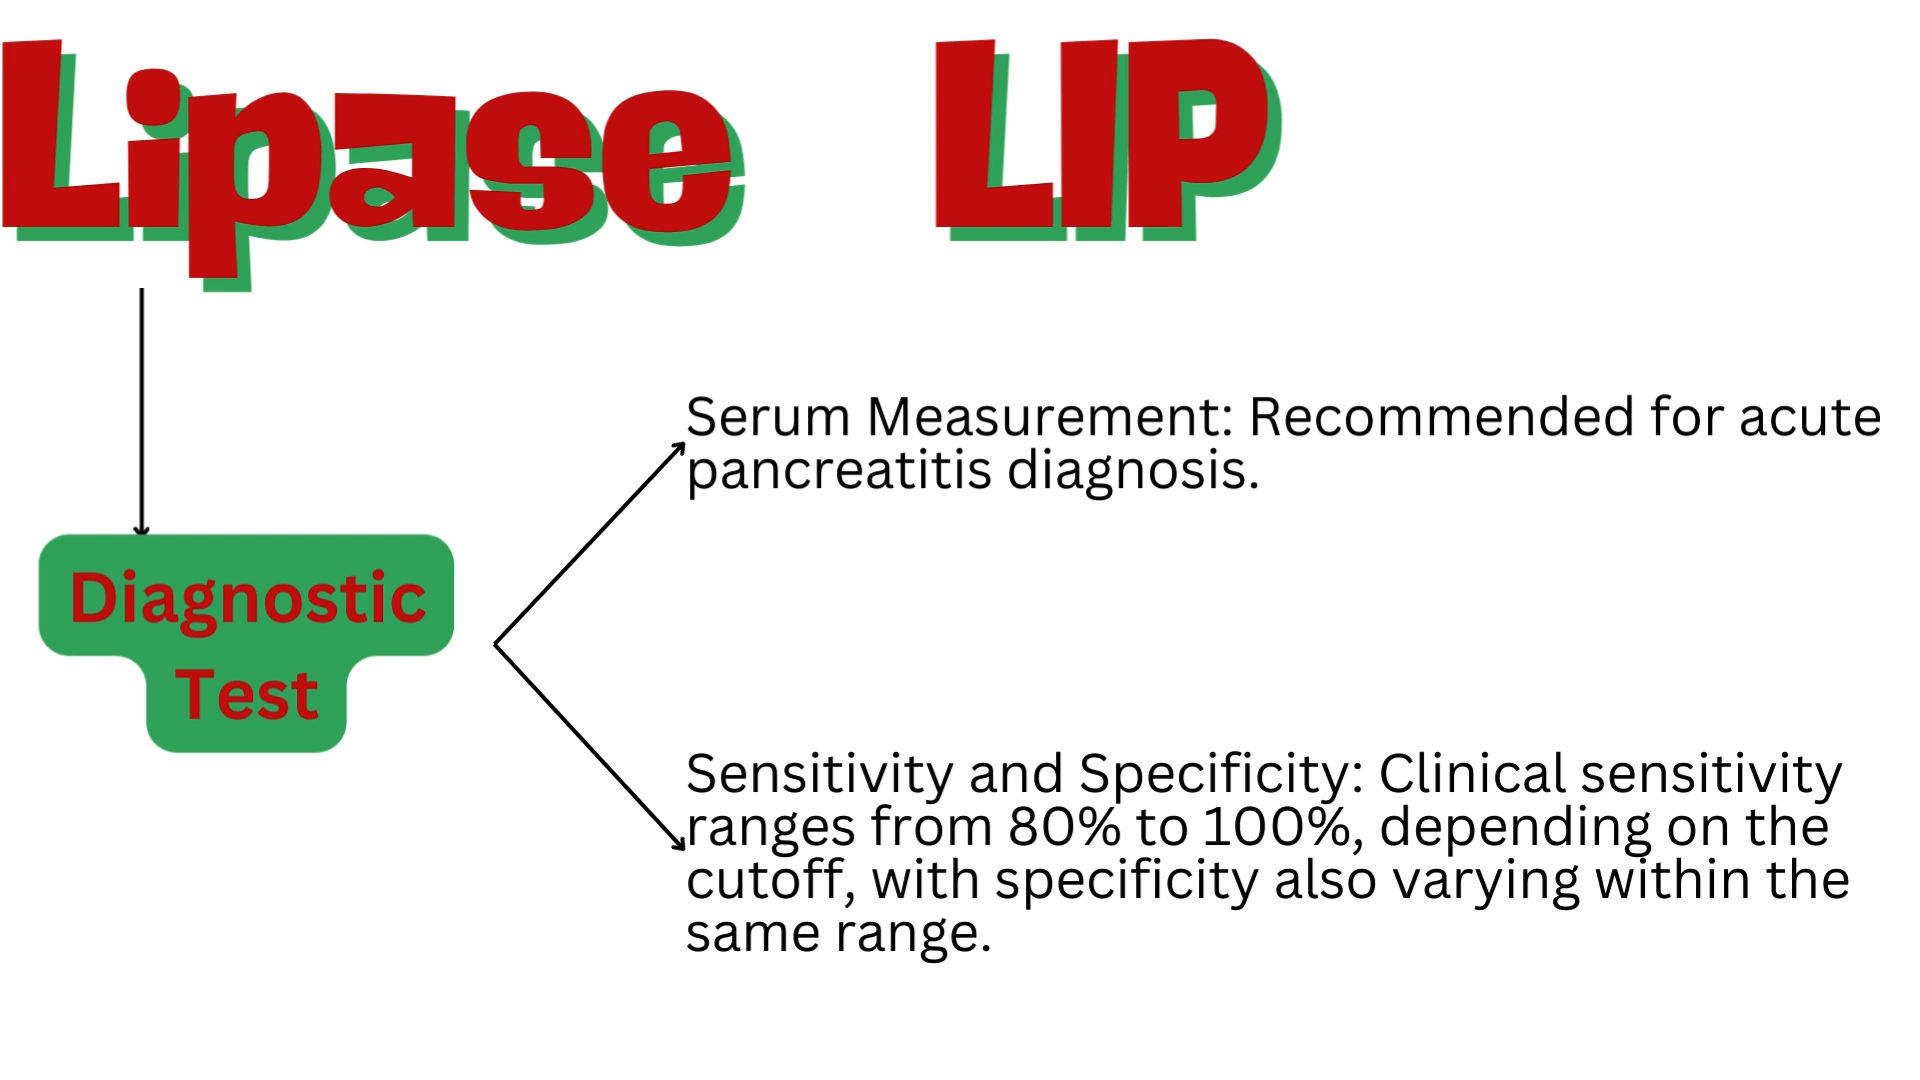 Lipase LIP
Serum Measurement: Recommended for acute
pancreatitis diagnosis.
Diagnostic
Test
Sensitivity and Specificity: Clinical sensitivity
ranges from 80% to 100%, depending on the
cutoff, with specificity also varying within the
same range.